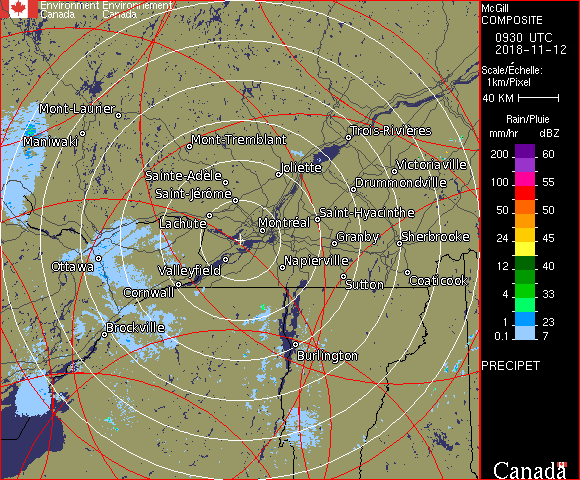 Environment Environnement
Canada Canada
McGill
COMPOSITE
0930 UTC
2018-11-12
Scale/Échelle:
1km/Pixel
40 KM
Rain/Pluie
mm/hr dBZ
200 60
100 55
75 53
50 50
24 45
12 40
4 33
1 23
0.1 7
PRECIPET
Canada
Mont-Laurier
Maniwaki
Mont-Tremblant
Trois-Rivières
Joliette
Victoriaville
Sainte-Adèle
Drummondville
Saint-Jérôme
Saint-Hyacinthe
Lachute
Montréal
Granby
Sherbrooke
Ottawa
Valleyfield
Napierville
Coaticook
Cornwall
Sutton
Brockville
Burlington